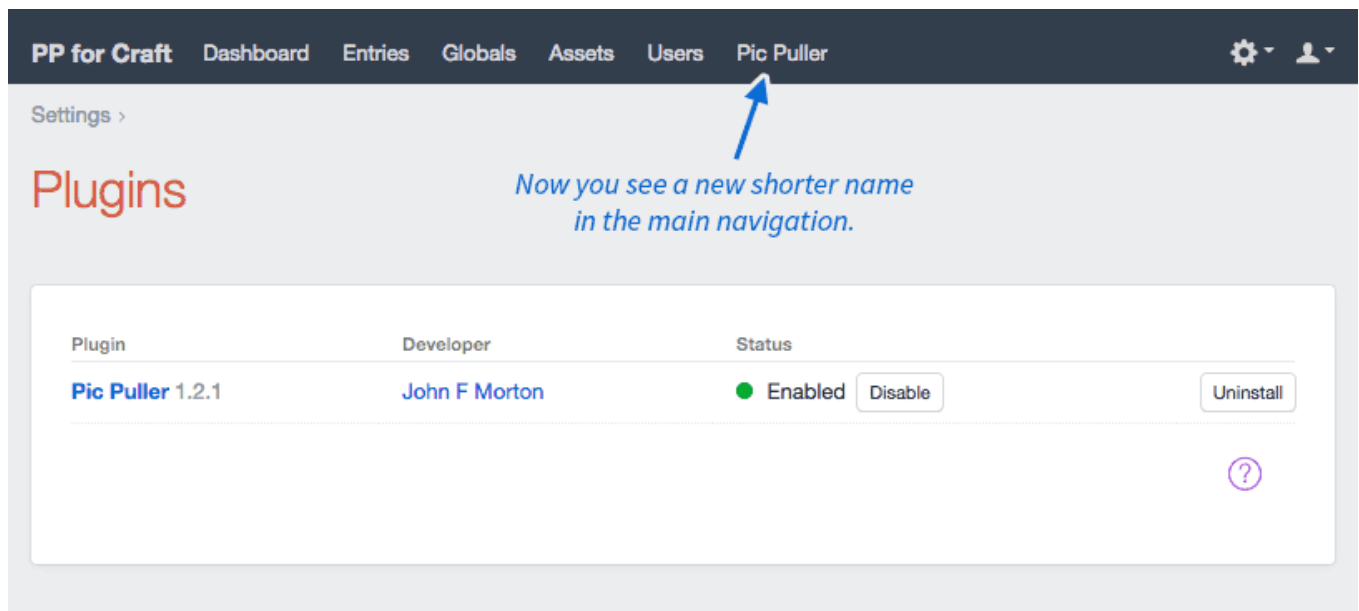 PP for Craft Dashboard Entries Globals Assets Users Pic Puller
Settings ›
Plugins
Now you see a new shorter name
in the main navigation.
Plugin Developer Status
Pic Puller 1.2.1 John F Morton Enabled Disable Uninstall
?